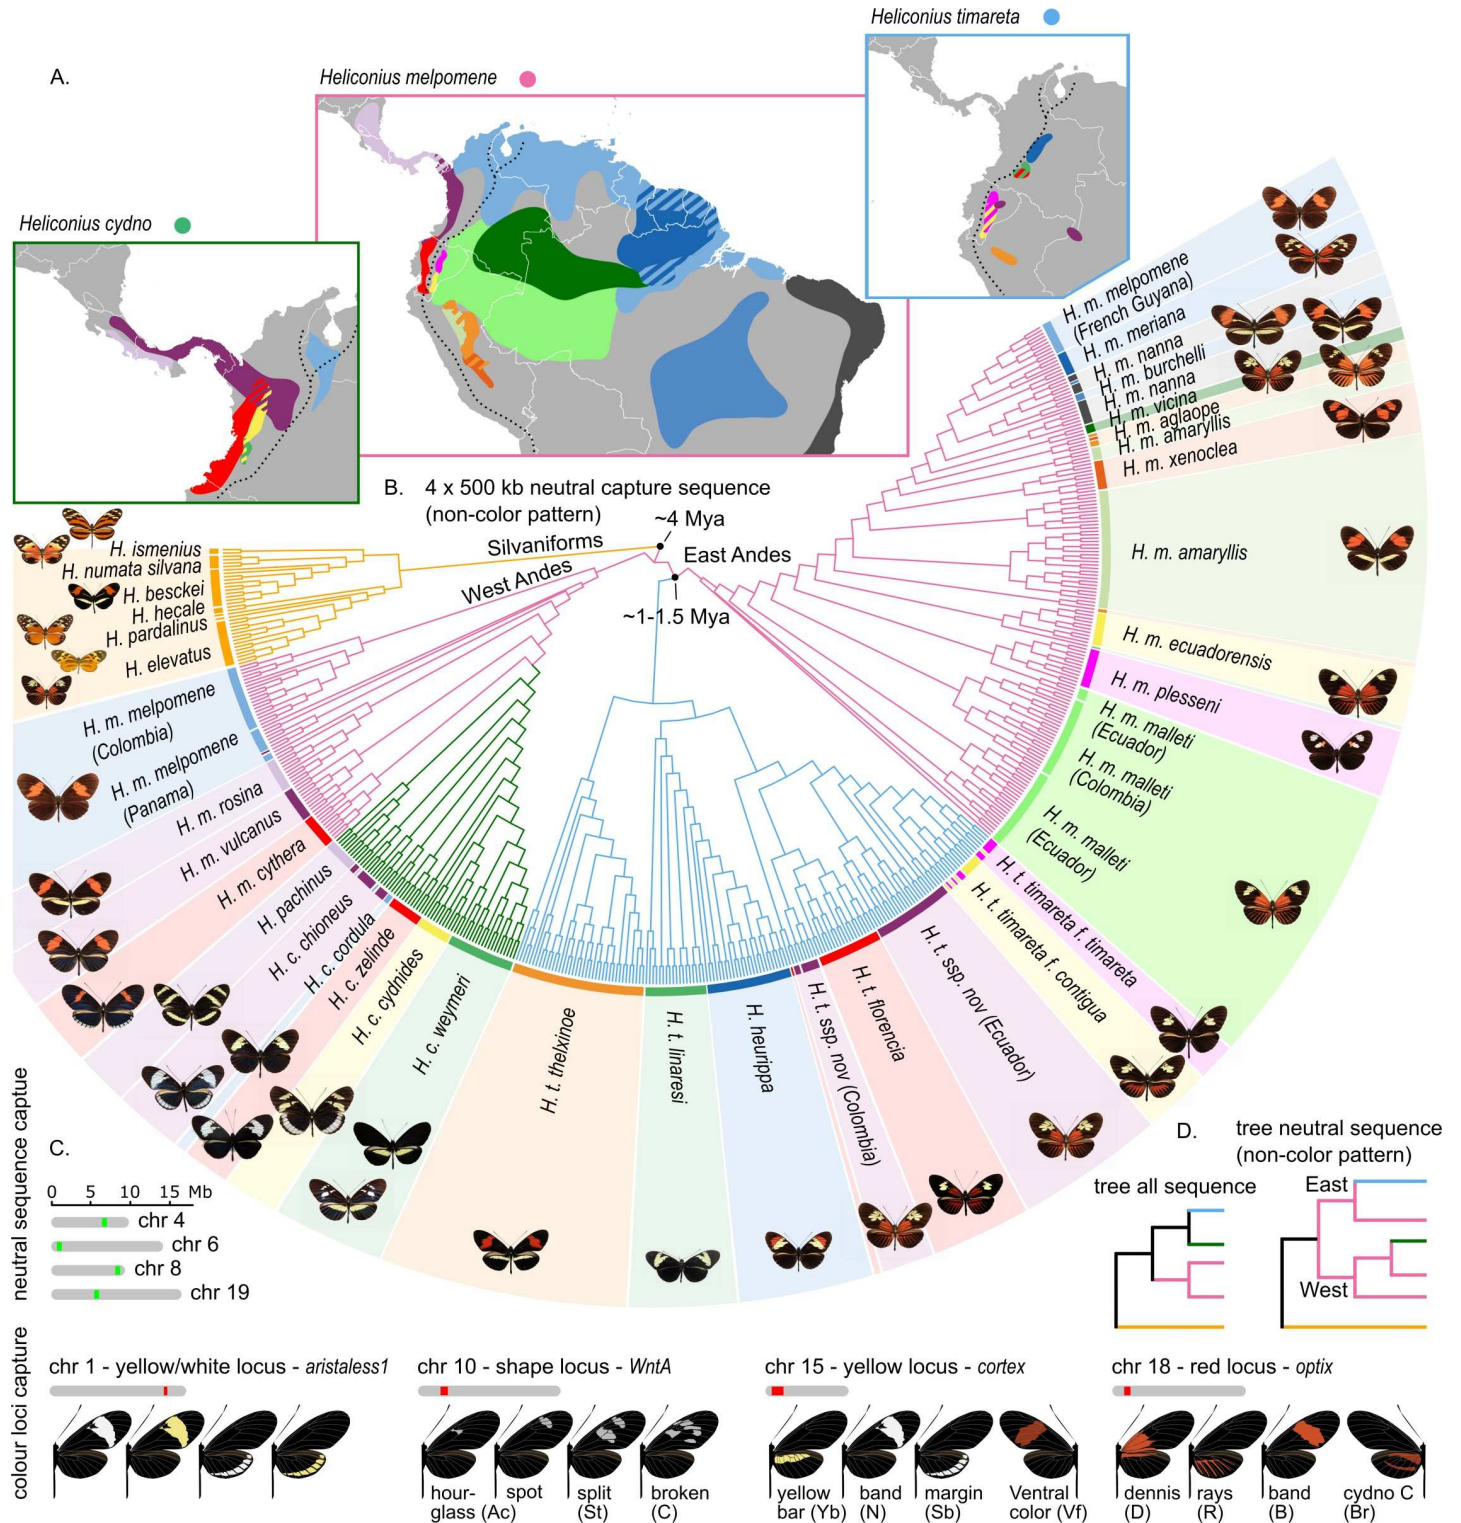 A.
Heliconius timareta
Heliconius melpomene
Heliconius cydno
B. 4 x 500 kb neutral capture sequence
(non-color pattern)
~4 Mya
Silvaniforms
East Andes
West Andes
~1-1.5 Mya
H. m. melpomene
(French Guyana)
H. m. meriana
H. m. nanna
H. m. burchelli
H. m. nanna
H. m. vicina
H. m. aglaope
H. m. amaryllis
H. m. xenoclea
H. m. amaryllis
H. m. ecuadorensis
H. m. plesseni
H. m. malleti
(Ecuador)
H. m. malleti
(Colombia)
H. m. malleti
(Ecuador)
H. t. timareta f. timareta
H. t. timareta f. contigua
H. t. ssp. nov (Ecuador)
H. t. florencia
H. t. ssp. nov (Colombia)
H. heurippa
H. t. linaresi
H. t. thelxinoe
H. c. weymeri
H. c. cydnides
H. c. zelinde
H. c. cordula
H. c. chioneus
H. pachinus
H. m. cythera
H. m. vulcanus
H. m. rosina
H. m. melpomene
(Panama)
H. m. melpomene
(Colombia)
H. elevatus
H. pardalinus
H. hecale
H. besckei
H. numata silvana
H. ismenius
neutral sequence captue
C.
0 5 10 15 Mb
chr 4
chr 6
chr 8
chr 19
D. tree neutral sequence
(non-color pattern)
tree all sequence
East
West
colour loci capture
chr 1 - yellow/white locus - aristaless1
chr 10 - shape locus - WntA
hour-
glass (Ac)
spot
split
(St)
broken
(C)
chr 15 - yellow locus - cortex
yellow
bar (Yb)
band
(N)
margin
(Sb)
Ventral
color (Vf)
chr 18 - red locus - optix
dennis
(D)
rays
(R)
band
(B)
cydno C
(Br)